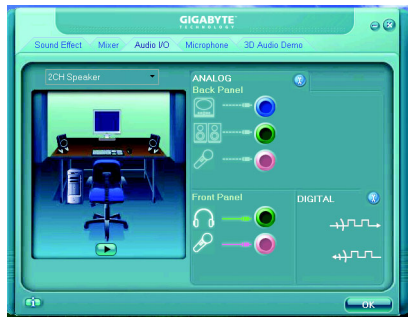 GIGABYTE
TECHNOLOGY
Sound Effect Mixer Audio I/O Microphone 3D Audio Demo
2CH Speaker
ANALOG
Back Panel
Front Panel
DIGITAL
OK